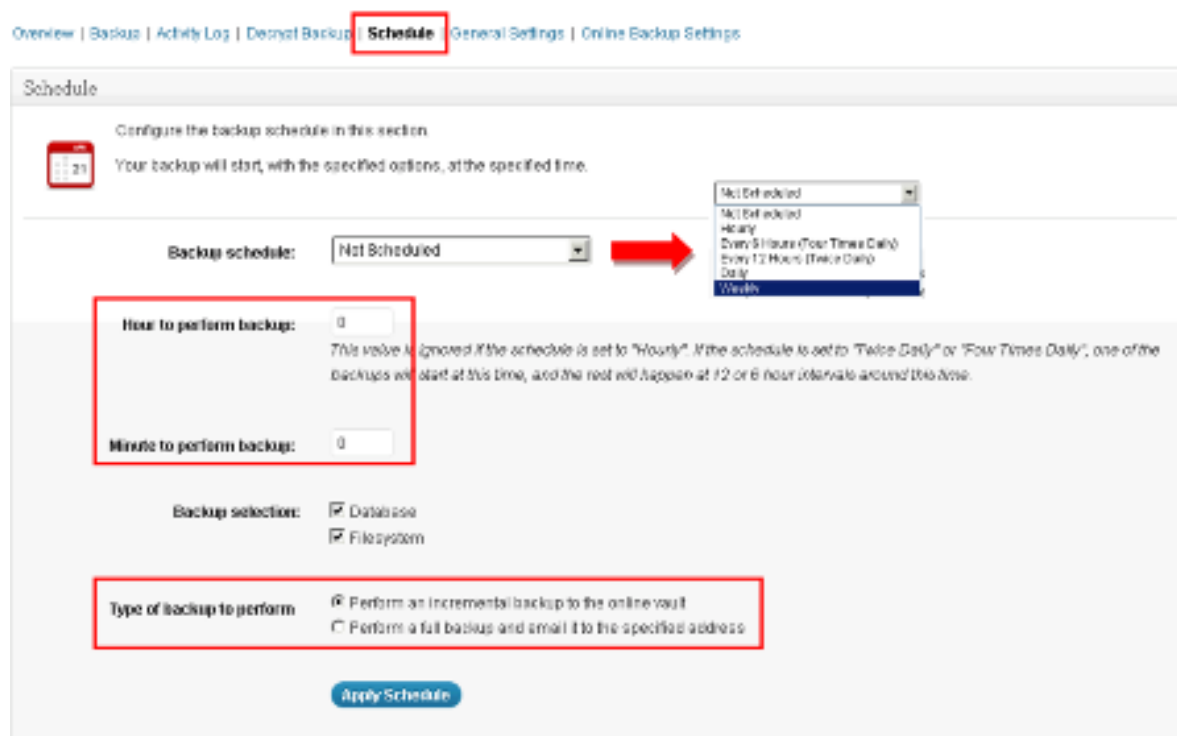 Overview | Backup | Activity Log | Decrypt Backup | Schedule | General Settings | Online Backup Settings
Schedule
Configure the backup schedule in this section.
Your backup will start, with the specified options, at the specified time.
21
Backup schedule: Not Scheduled
Not Scheduled
Not Scheduled
Hourly
Every 6 Hours (Four Times Daily)
Every 12 Hours (Twice Daily)
Daily
Weekly
Hour to perform backup: 0
This value is ignored if the schedule is set to "Hourly". If the schedule is set to "Twice Daily" or "Four Times Daily", one of the
backups will start at this time, and the rest will happen at 12 or 6 hour intervals around this time.
Minute to perform backup: 0
Backup selection: Database
Filesystem
Type of backup to perform Perform an incremental backup to the online vault
Perform a full backup and email it to the specified address
Apply Schedule